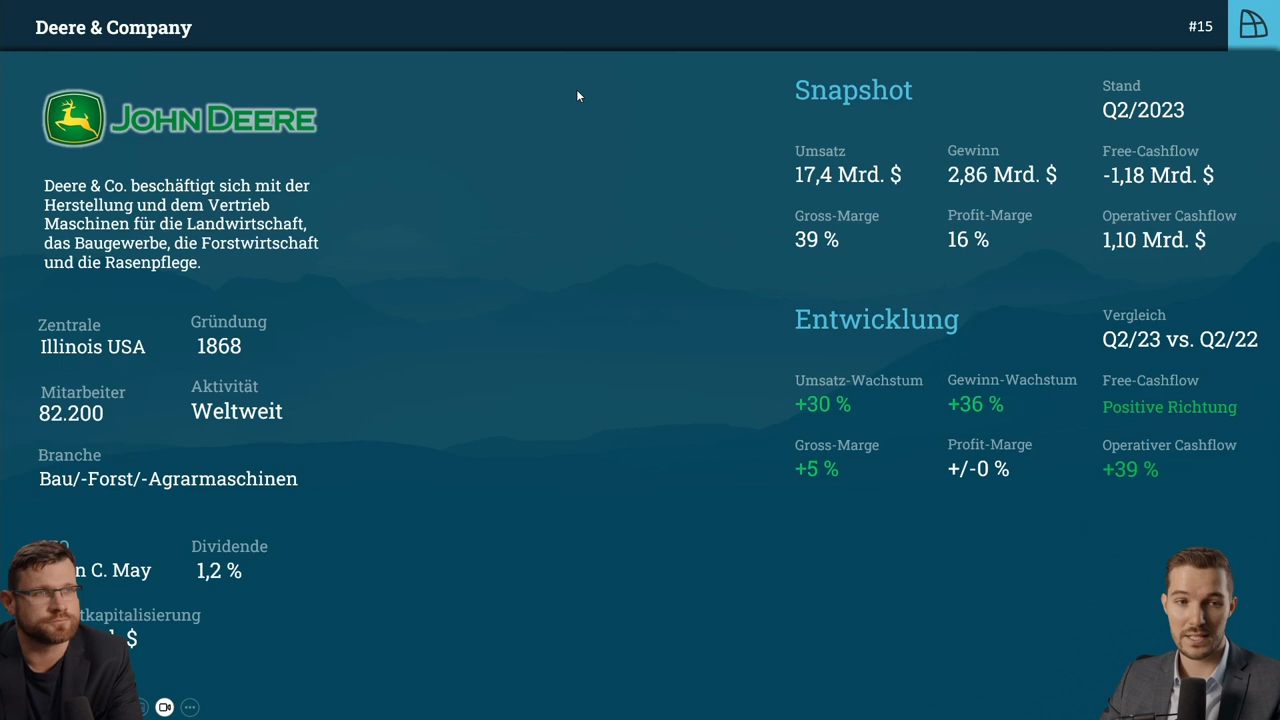 Deere & Company
#15
JOHN DEERE
Deere & Co. beschäftigt sich mit der
Herstellung und dem Vertrieb
Maschinen für die Landwirtschaft,
das Baugewerbe, die Forstwirtschaft
und die Rasenpflege.
Zentrale
Illinois USA
Gründung
1868
Mitarbeiter
82.200
Aktivität
Weltweit
Branche
Bau/-Forst/-Agrarmaschinen
C. May
Dividende
1,2 %
tkapitalisierung
$
Snapshot
Stand
Q2/2023
Umsatz
17,4 Mrd. $
Gewinn
2,86 Mrd. $
Free-Cashflow
-1,18 Mrd. $
Gross-Marge
39 %
Profit-Marge
16 %
Operativer Cashflow
1,10 Mrd. $
Entwicklung
Vergleich
Q2/23 vs. Q2/22
Umsatz-Wachstum
+30 %
Gewinn-Wachstum
+36 %
Free-Cashflow
Positive Richtung
Gross-Marge
+5 %
Profit-Marge
+/-0 %
Operativer Cashflow
+39 %